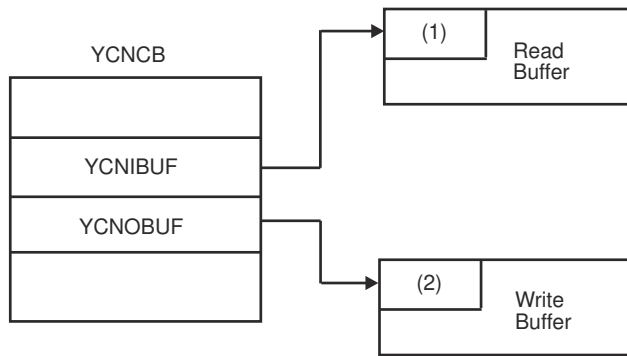 (1)
Read
Buffer
YCNCB
YCNIBUF
YCNOBUF
(2)
Write
Buffer